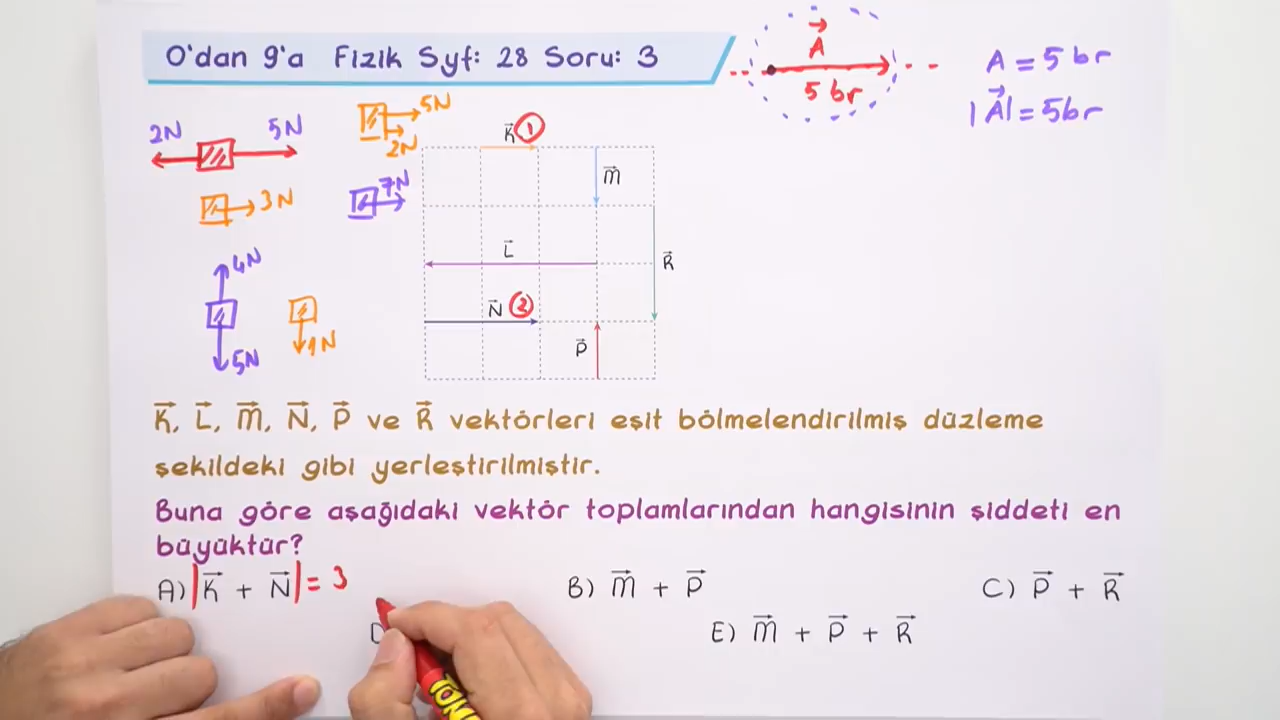 0'dan 9'a Fizik Syf: 28 Soru: 3
A
5 br
A = 5 br
|A| = 5br
2N 5N
3N
5N
2N
7N
4N
5N
1N
K 1
M
L
R
N 2
P
K, L, M, N, P ve R vektörleri eşit bölmelendirilmiş düzleme
şekildeki gibi yerleştirilmiştir.
Buna göre aşağıdaki vektör toplamlarından hangisinin şiddeti en
büyüktür?
A) |K + N| = 3 B) M + P C) P + R
E) M + P + R